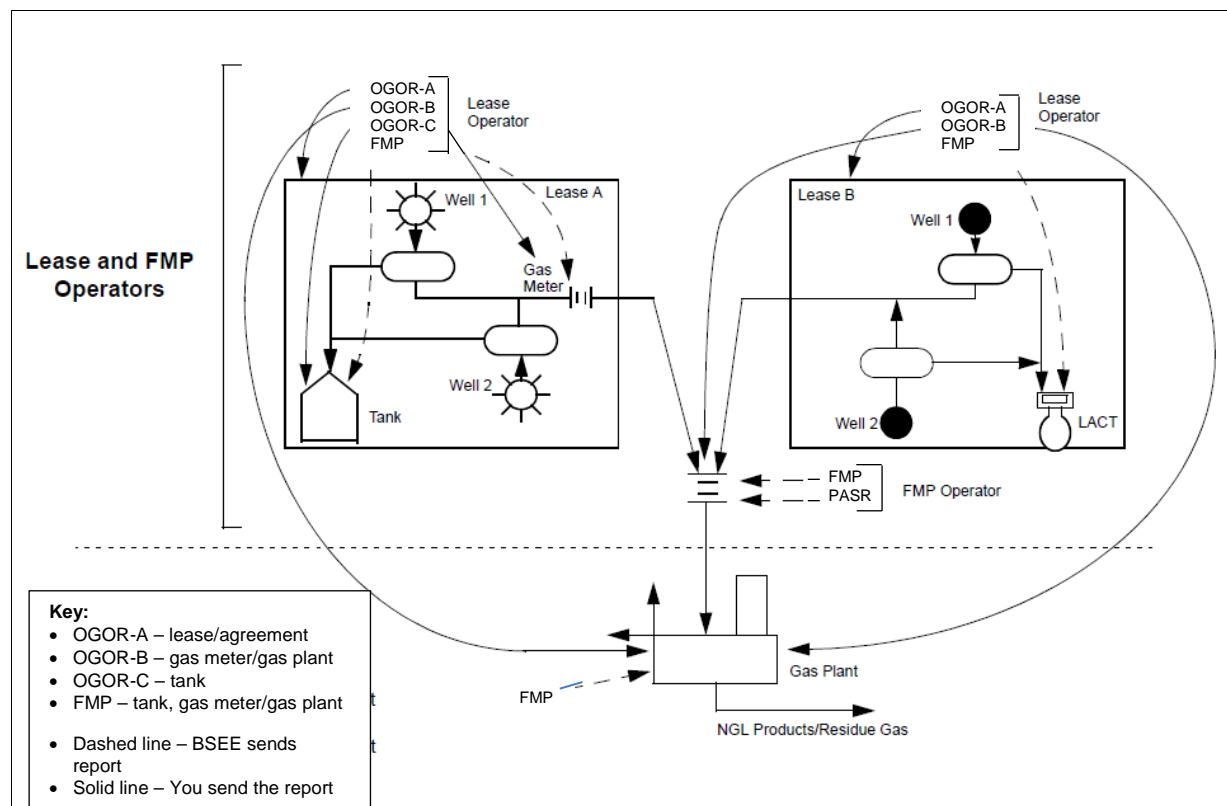 OGOR-A
OGOR-B
OGOR-C
FMP
Lease
Operator
OGOR-A
OGOR-B
FMP
Lease
Operator
Lease and FMP
Operators
Lease A
Well 1
Gas
Meter
Well 2
Tank
Lease B
Well 1
Well 2
LACT
FMP
PASR
FMP Operator
Gas Plant
FMP
NGL Products/Residue Gas
Key:
• OGOR-A – lease/agreement
• OGOR-B – gas meter/gas plant
• OGOR-C – tank
• FMP – tank, gas meter/gas plant
• Dashed line – BSEE sends
report
• Solid line – You send the report
t
t